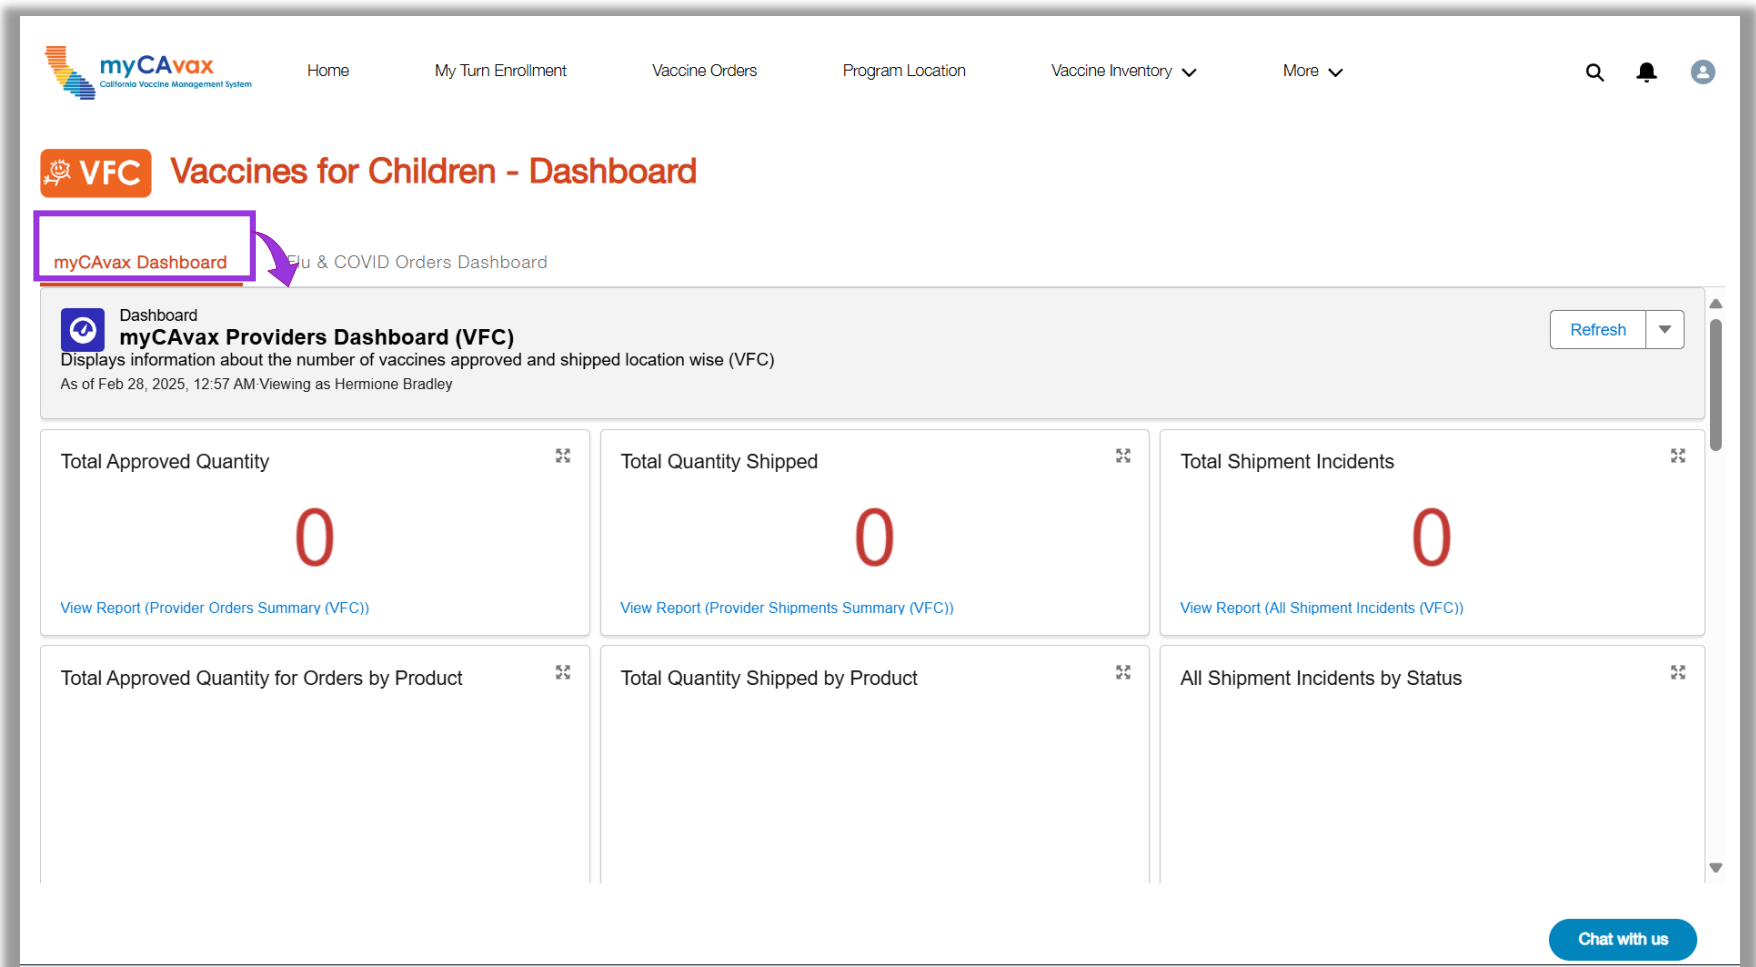 myCAvax
California Vaccine Management System
Home
My Turn Enrollment
Vaccine Orders
Program Location
Vaccine Inventory
More
VFC
Vaccines for Children - Dashboard
myCAvax Dashboard
Flu & COVID Orders Dashboard
Dashboard
myCAvax Providers Dashboard (VFC)
Displays information about the number of vaccines approved and shipped location wise (VFC)
As of Feb 28, 2025, 12:57 AM·Viewing as Hermione Bradley
Refresh
Total Approved Quantity
0
View Report (Provider Orders Summary (VFC))
Total Quantity Shipped
0
View Report (Provider Shipments Summary (VFC))
Total Shipment Incidents
0
View Report (All Shipment Incidents (VFC))
Total Approved Quantity for Orders by Product
Total Quantity Shipped by Product
All Shipment Incidents by Status
Chat with us